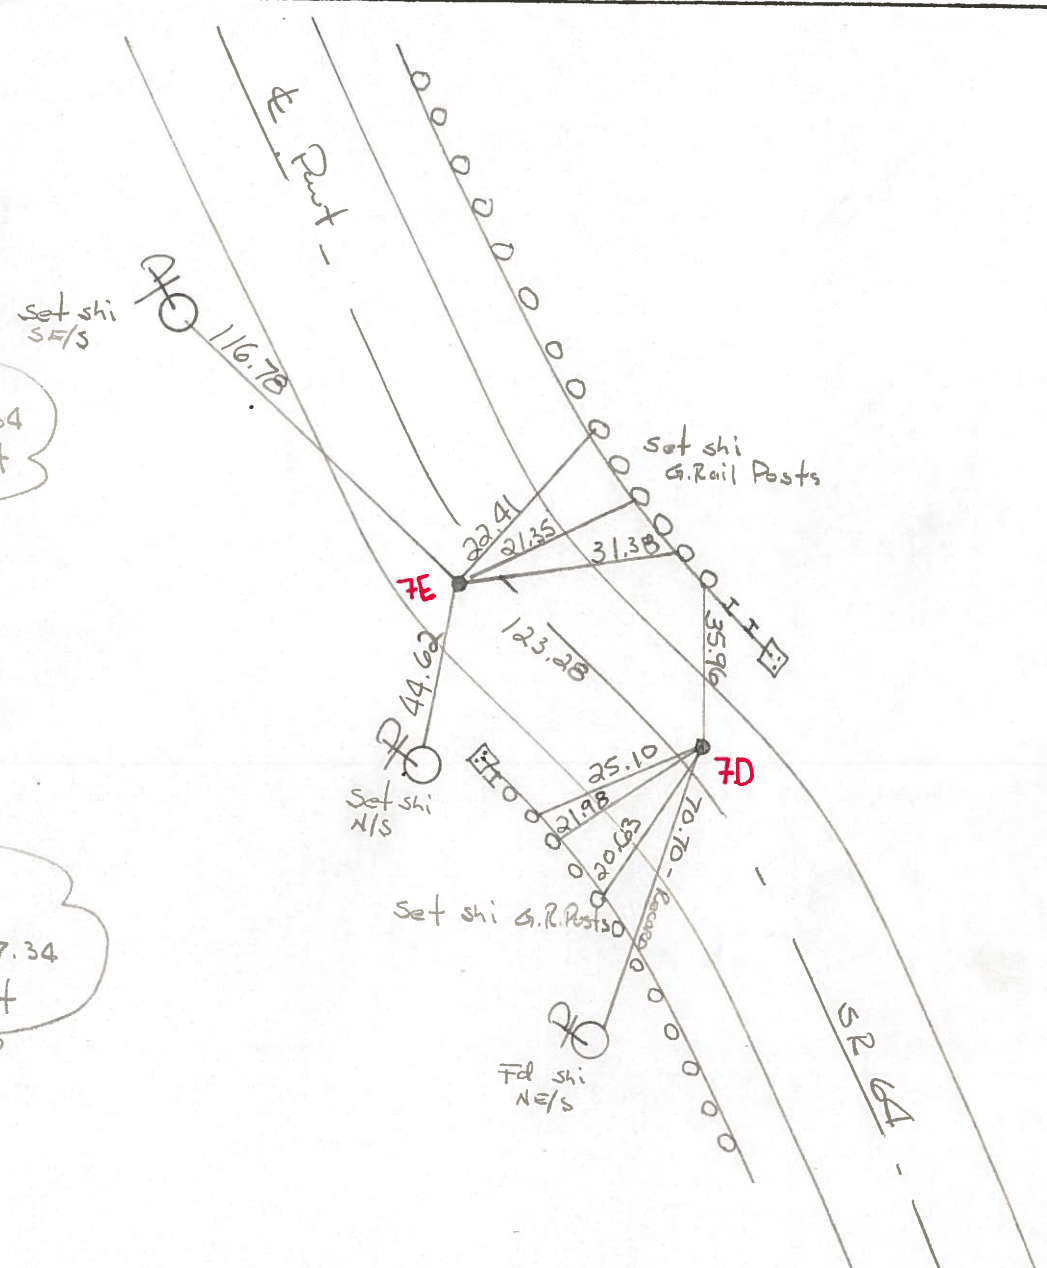 ℄ Pvmt -
Set shi
SE/S
116.78
Set shi
G.Rail Posts
22.41
21.35
31.38
7E
35.96
123.28
44.62
7D
25.10
21.98
20.63
70.70 - Record
Set shi
N/S
Set shi G.R.Posts
7.34
Fd shi
NE/S
SR 64